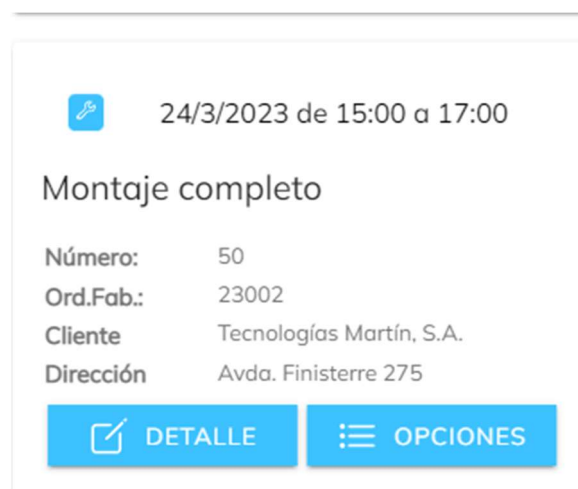 24/3/2023 de 15:00 a 17:00
Montaje completo
Número: 50
Ord.Fab.: 23002
Cliente Tecnologías Martín, S.A.
Dirección Avda. Finisterre 275
DETALLE OPCIONES